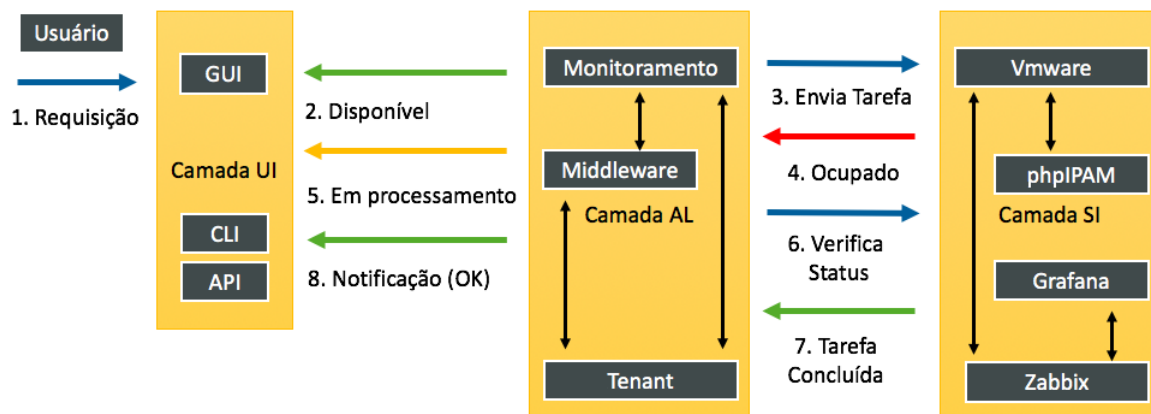 Usuário
1. Requisição
GUI
Camada UI
CLI
API
2. Disponível
5. Em processamento
8. Notificação (OK)
Monitoramento
Middleware
Camada AL
Tenant
3. Envia Tarefa
4. Ocupado
6. Verifica
Status
7. Tarefa
Concluída
Vmware
phpIPAM
Camada SI
Grafana
Zabbix